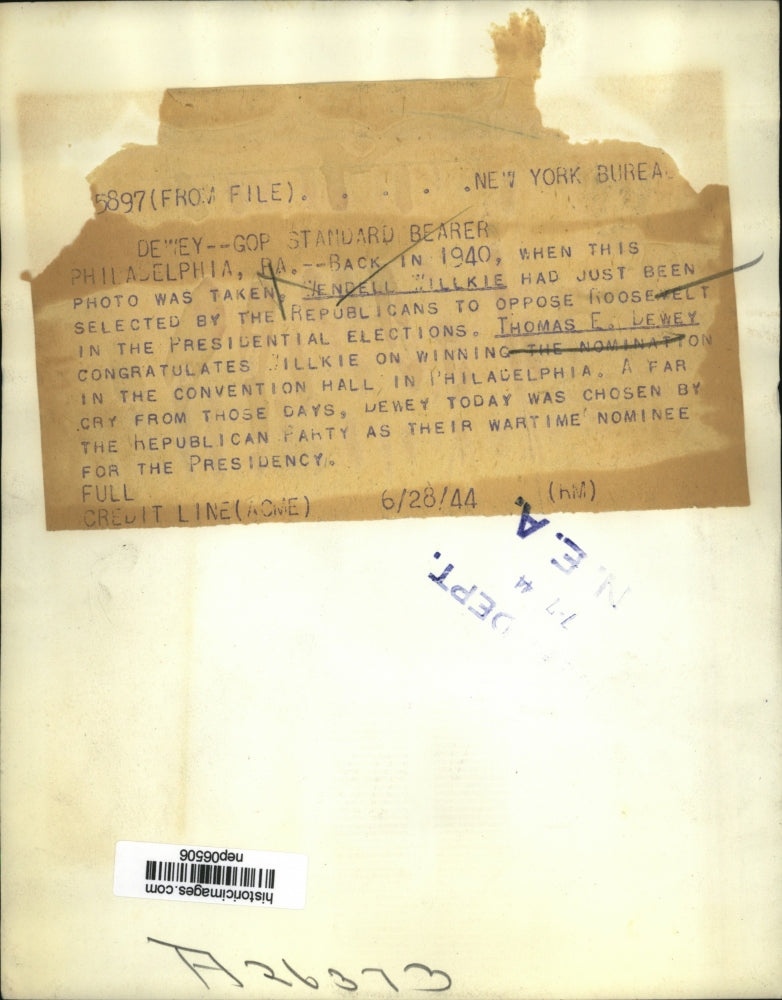 5897(FROM FILE). . . . . .NEW YORK BUREA
DEWEY--GOP STANDARD BEARER
PHILADELPHIA, PA.--BACK IN 1940, WHEN THIS
PHOTO WAS TAKEN, WENDELL WILLKIE HAD JUST BEEN
SELECTED BY THE REPUBLICANS TO OPPOSE ROOSEVELT
IN THE PRESIDENTIAL ELECTIONS. THOMAS E. DEWEY
CONGRATULATES WILLKIE ON WINNING THE NOMINATION
IN THE CONVENTION HALL IN PHILADELPHIA. A FAR
CRY FROM THOSE DAYS, DEWEY TODAY WAS CHOSEN BY
THE REPUBLICAN PARTY AS THEIR WARTIME NOMINEE
FOR THE PRESIDENCY.
FULL
CREDIT LINE(ACME) 6/28/44 (HM)
N.E.A.
7-7 44
DEPT.
historicimages.com
nep06506
A26373